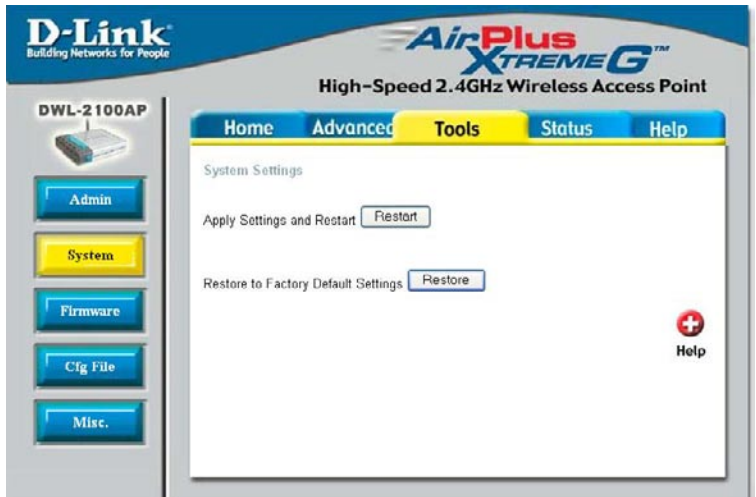 D-Link
Building Networks for People
AirPlus
XTREME G™
High-Speed 2.4GHz Wireless Access Point
DWL-2100AP
Home Advanced Tools Status Help
System Settings
Admin
Apply Settings and Restart Restart
System
Restore to Factory Default Settings Restore
Firmware
Help
Cfg File
Misc.